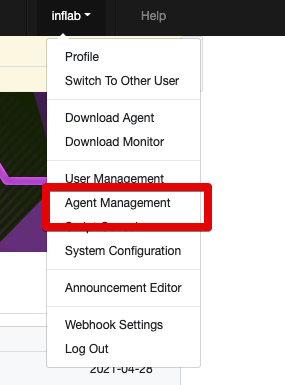 inflab
Help
Profile
Switch To Other User
Download Agent
Download Monitor
User Management
Agent Management
System Configuration
Announcement Editor
Webhook Settings
Log Out
2021-04-28